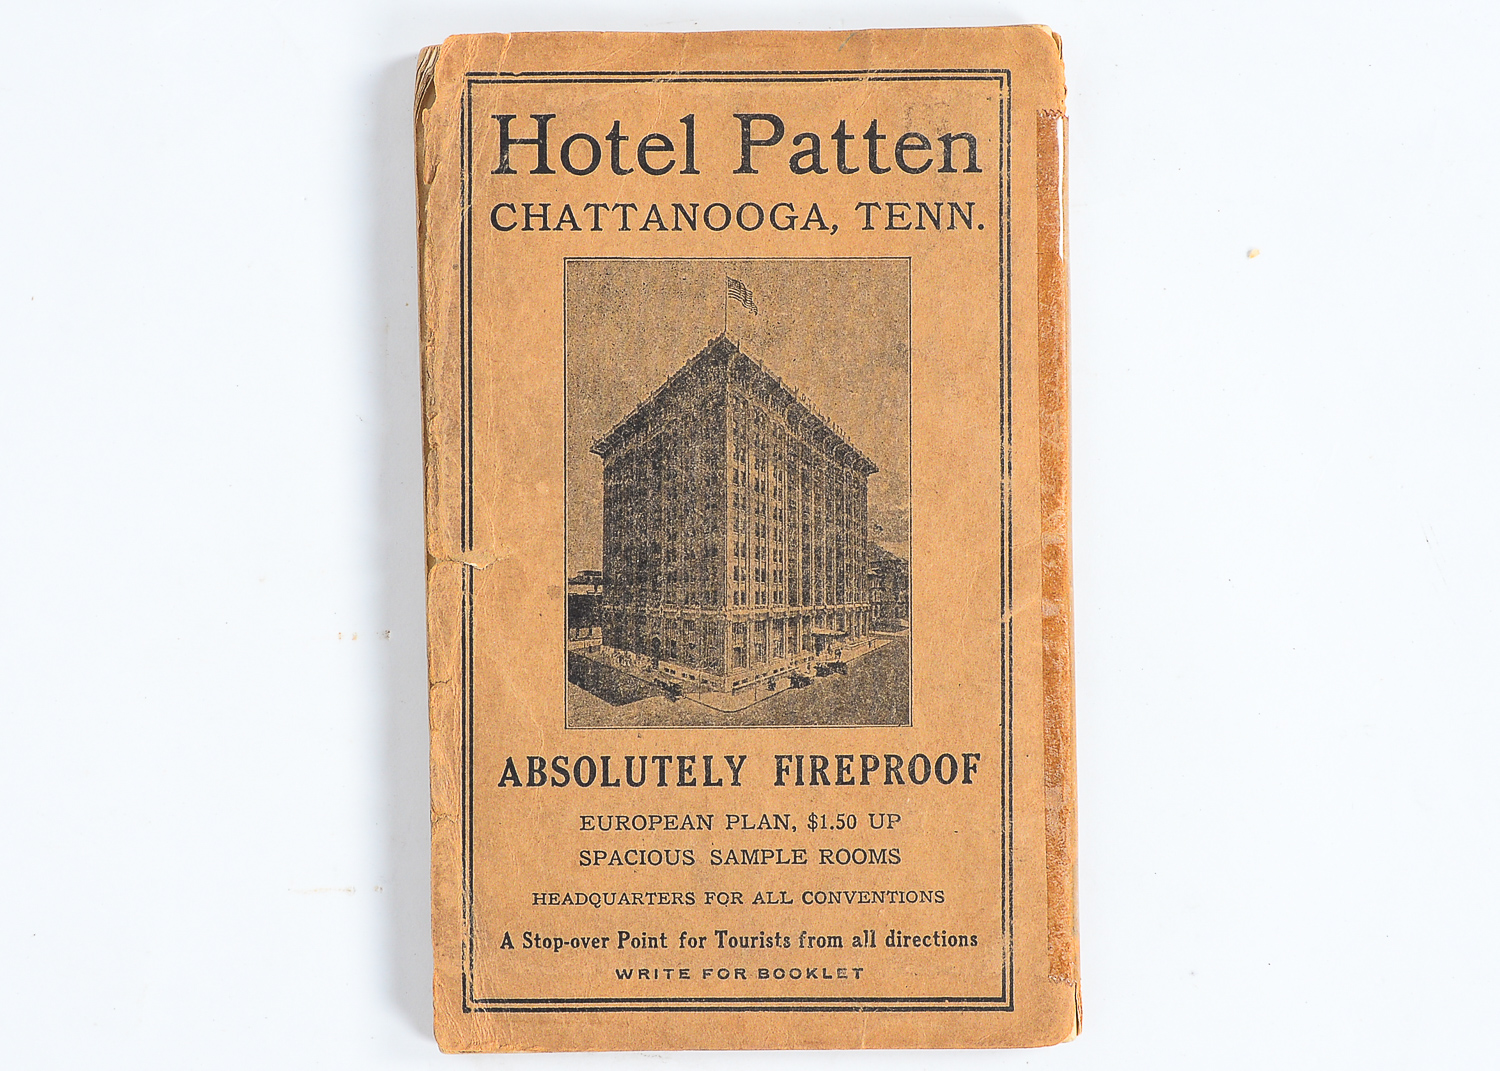 Hotel Patten
CHATTANOOGA, TENN.
ABSOLUTELY FIREPROOF
EUROPEAN PLAN, $1.50 UP
SPACIOUS SAMPLE ROOMS
HEADQUARTERS FOR ALL CONVENTIONS
A Stop-over Point for Tourists from all directions
WRITE FOR BOOKLET